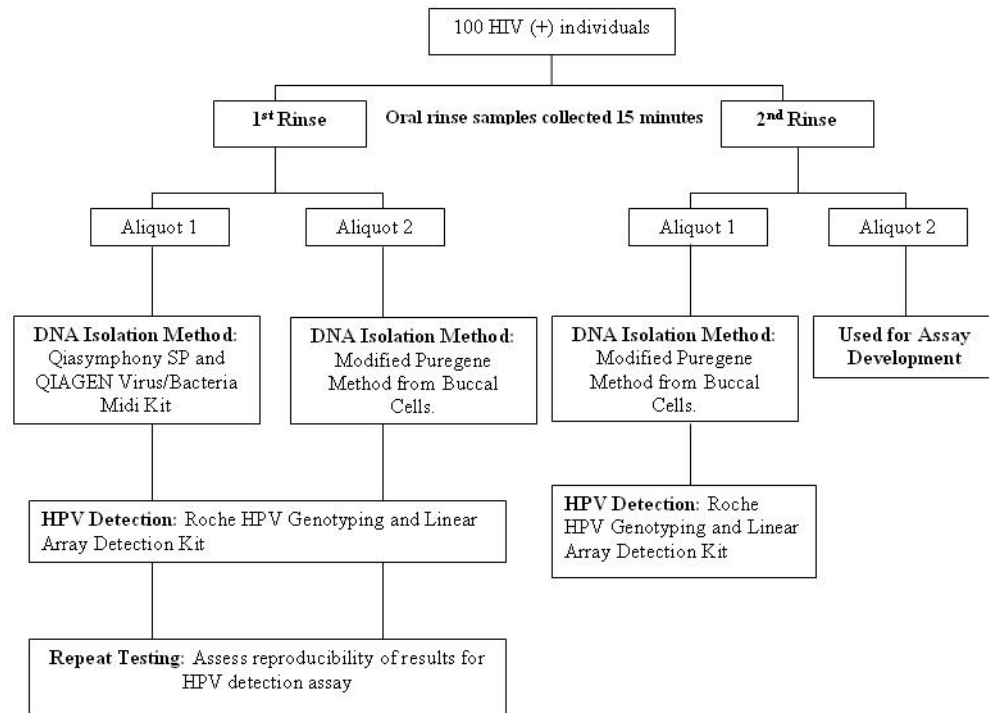 100 HIV (+) individuals
1st Rinse
Oral rinse samples collected 15 minutes
2nd Rinse
Aliquot 1
Aliquot 2
Aliquot 1
Aliquot 2
DNA Isolation Method:
Qiasymphony SP and
QIAGEN Virus/Bacteria
Midi Kit
DNA Isolation Method:
Modified Puregene
Method from Buccal
Cells.
DNA Isolation Method:
Modified Puregene
Method from Buccal
Cells.
Used for Assay
Development
HPV Detection: Roche HPV Genotyping and Linear
Array Detection Kit
HPV Detection: Roche
HPV Genotyping and Linear
Array Detection Kit
Repeat Testing: Assess reproducibility of results for
HPV detection assay